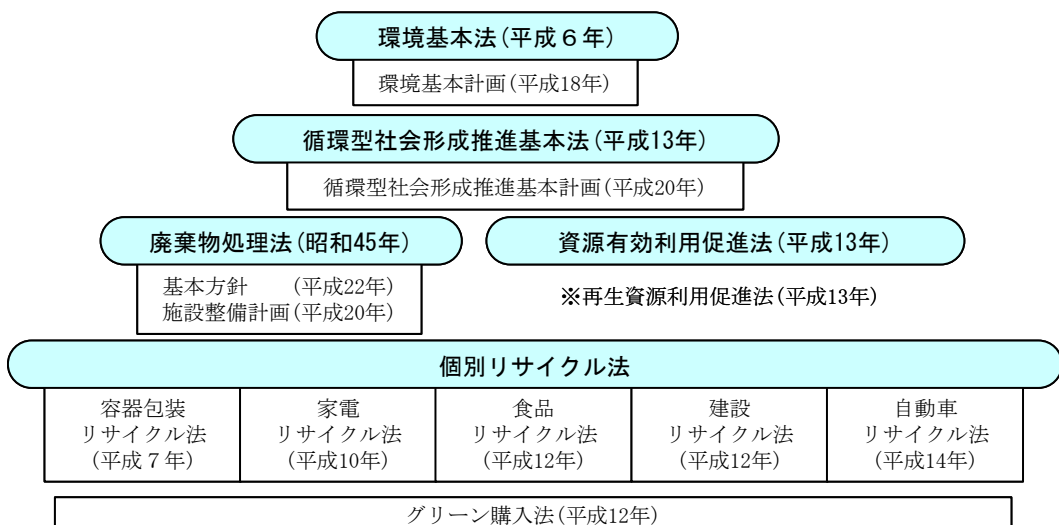 環境基本法(平成６年)
環境基本計画(平成18年)
循環型社会形成推進基本法(平成13年)
循環型社会形成推進基本計画(平成20年)
廃棄物処理法(昭和45年)
資源有効利用促進法(平成13年)
基本方針　　(平成22年)
施設整備計画(平成20年)
※再生資源利用促進法(平成13年)
個別リサイクル法
容器包装
リサイクル法
(平成７年)
家電
リサイクル法
(平成10年)
食品
リサイクル法
(平成12年)
建設
リサイクル法
(平成12年)
自動車
リサイクル法
(平成14年)
グリーン購入法(平成12年)